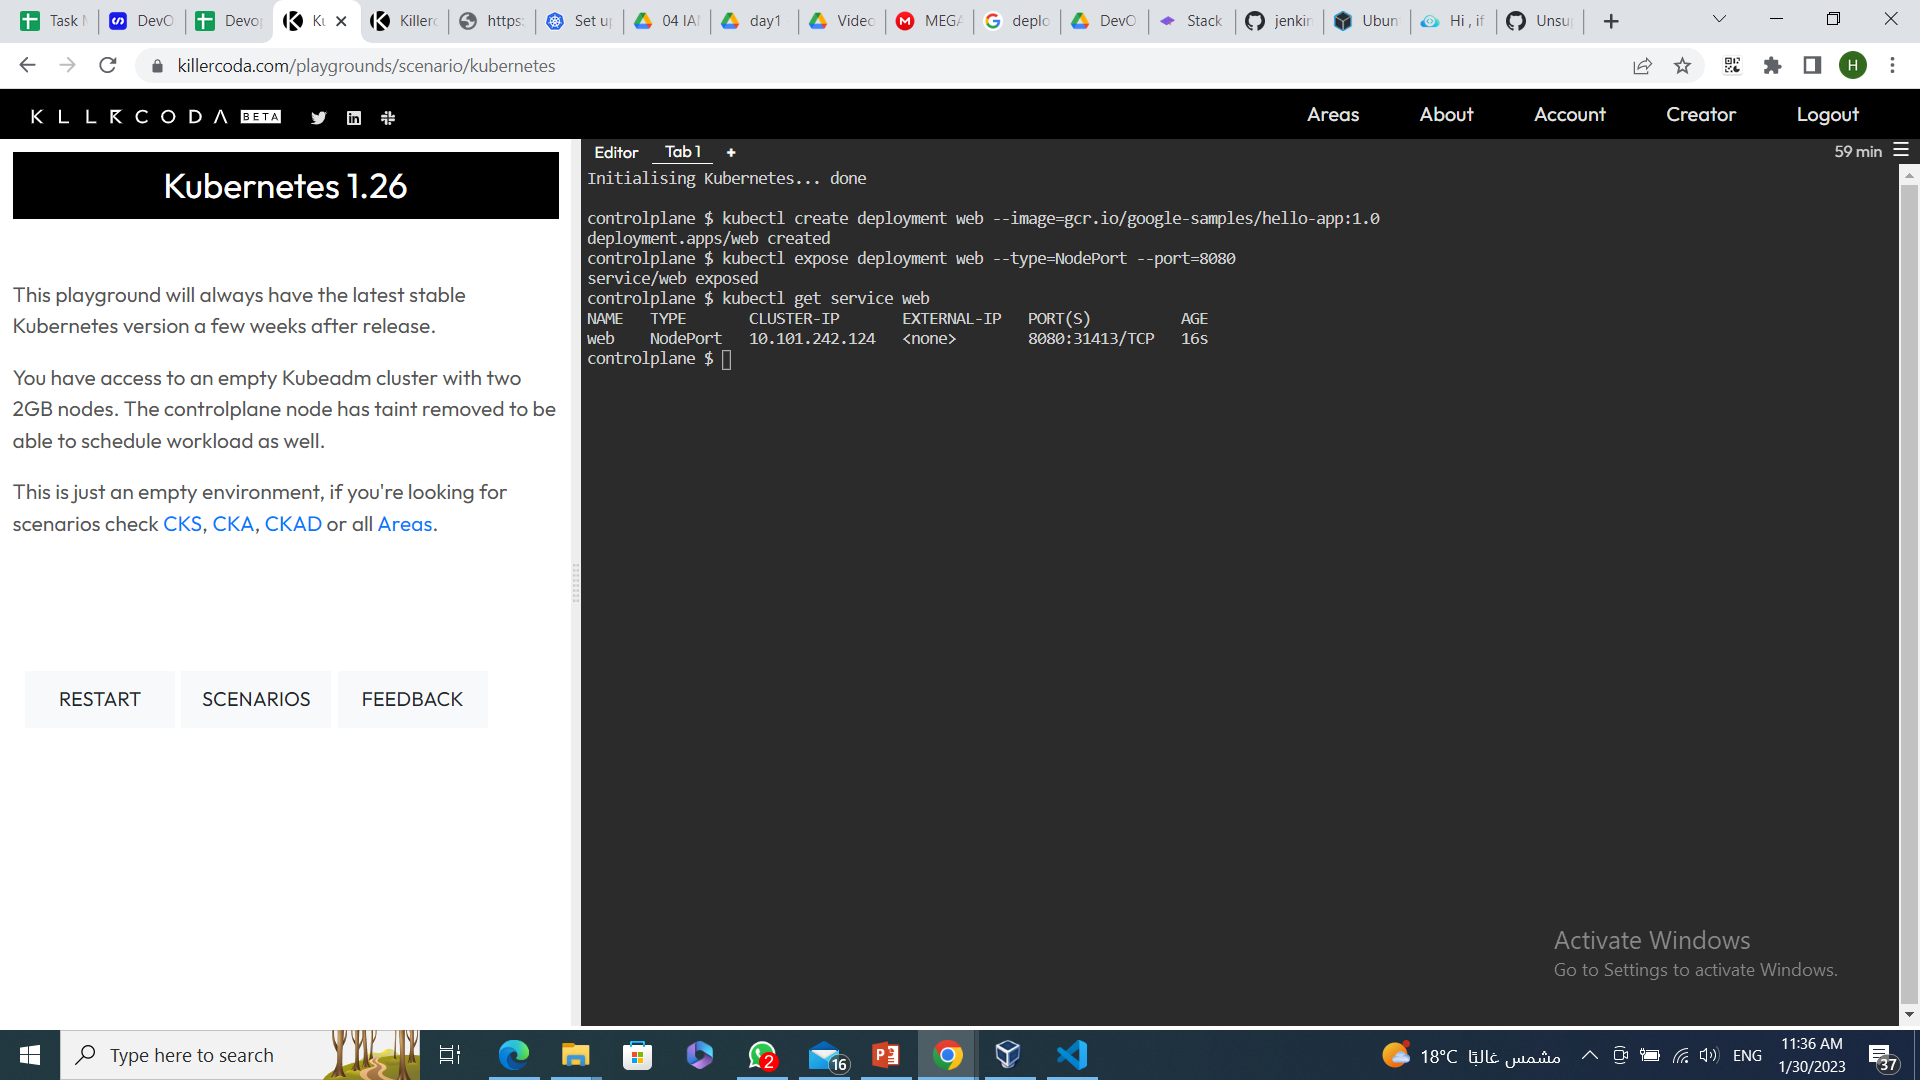 Task M
DevO
Devop
Ku
Killerc
https:
Set up
04 IAM
day1
Video
MEGA
deplo
DevO
Stack
jenkin
Ubun
Hi , if
Unsup
killercoda.com/playgrounds/scenario/kubernetes
H
KLLRCODA BETA
Areas
About
Account
Creator
Logout
Kubernetes 1.26
This playground will always have the latest stable
Kubernetes version a few weeks after release.
You have access to an empty Kubeadm cluster with two
2GB nodes. The controlplane node has taint removed to be
able to schedule workload as well.
This is just an empty environment, if you're looking for
scenarios check CKS, CKA, CKAD or all Areas.
RESTART
SCENARIOS
FEEDBACK
Editor
Tab 1
+
59 min
Initialising Kubernetes... done
controlplane $ kubectl create deployment web --image=gcr.io/google-samples/hello-app:1.0
deployment.apps/web created
controlplane $ kubectl expose deployment web --type=NodePort --port=8080
service/web exposed
controlplane $ kubectl get service web
NAME TYPE CLUSTER-IP EXTERNAL-IP PORT(S) AGE
web NodePort 10.101.242.124 <none> 8080:31413/TCP 16s
controlplane $
Activate Windows
Go to Settings to activate Windows.
Type here to search
2
16
18°C مشمس غالبًا
ENG
11:36 AM
1/30/2023
37